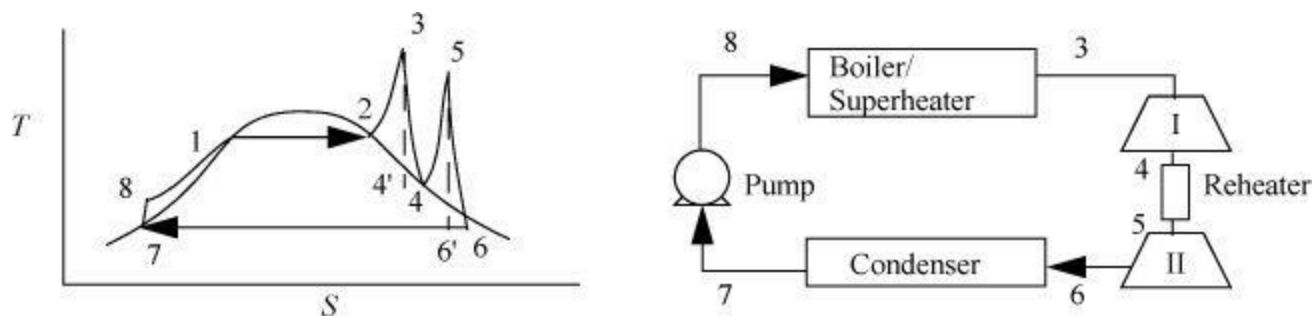 T
S
1
2
3
4'
4
5
6'
6
7
8
8
Boiler/
Superheater
3
I
4
Reheater
5
II
6
Condenser
7
Pump